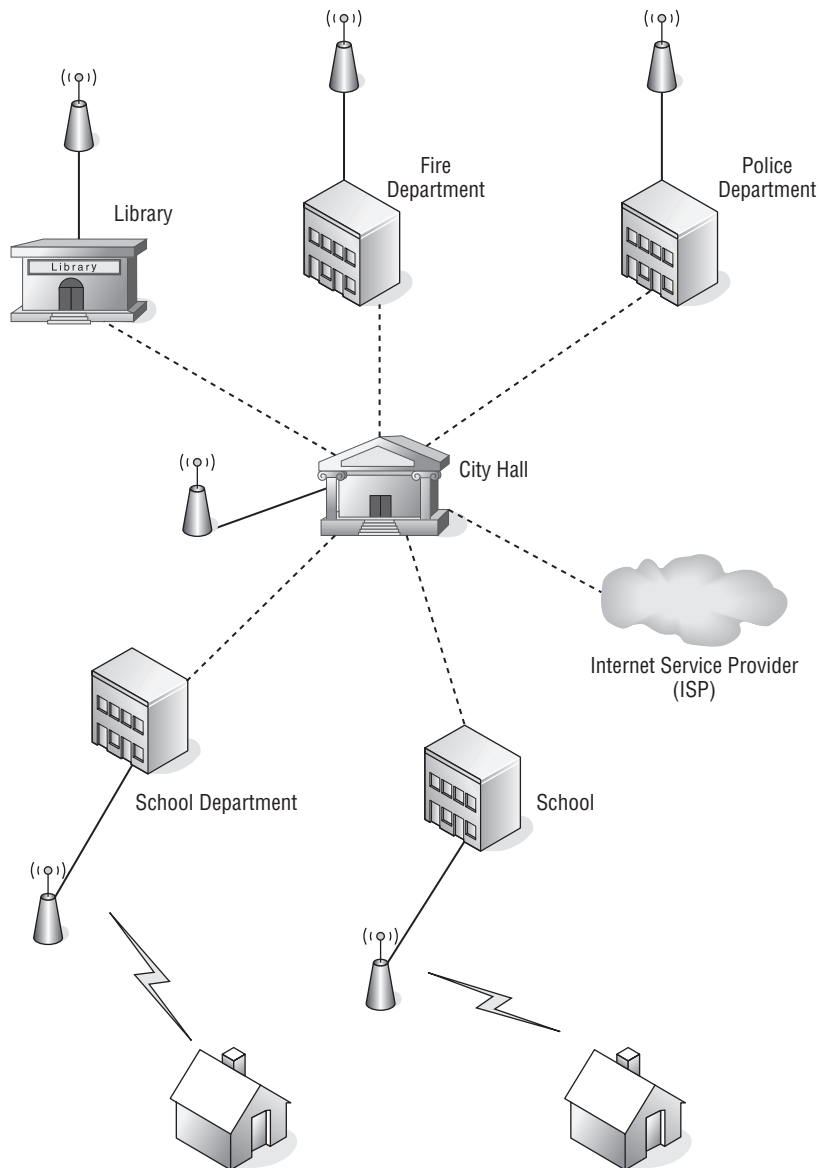 Fire
Department
Police
Department
Library
Library
City Hall
Internet Service Provider
(ISP)
School Department
School